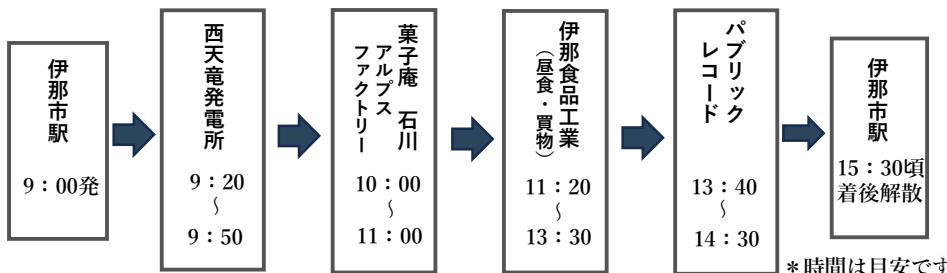 伊那市駅
9：00発
西天竜発電所
9：20
～
9：50
菓子庵　石川
アルプス
ファクトリー
10：00
～
11：00
伊那食品工業
（昼食・買物）
11：20
～
13：30
パブリック
レコード
13：40
～
14：30
伊那市駅
15：30頃
着後解散
＊時間は目安です